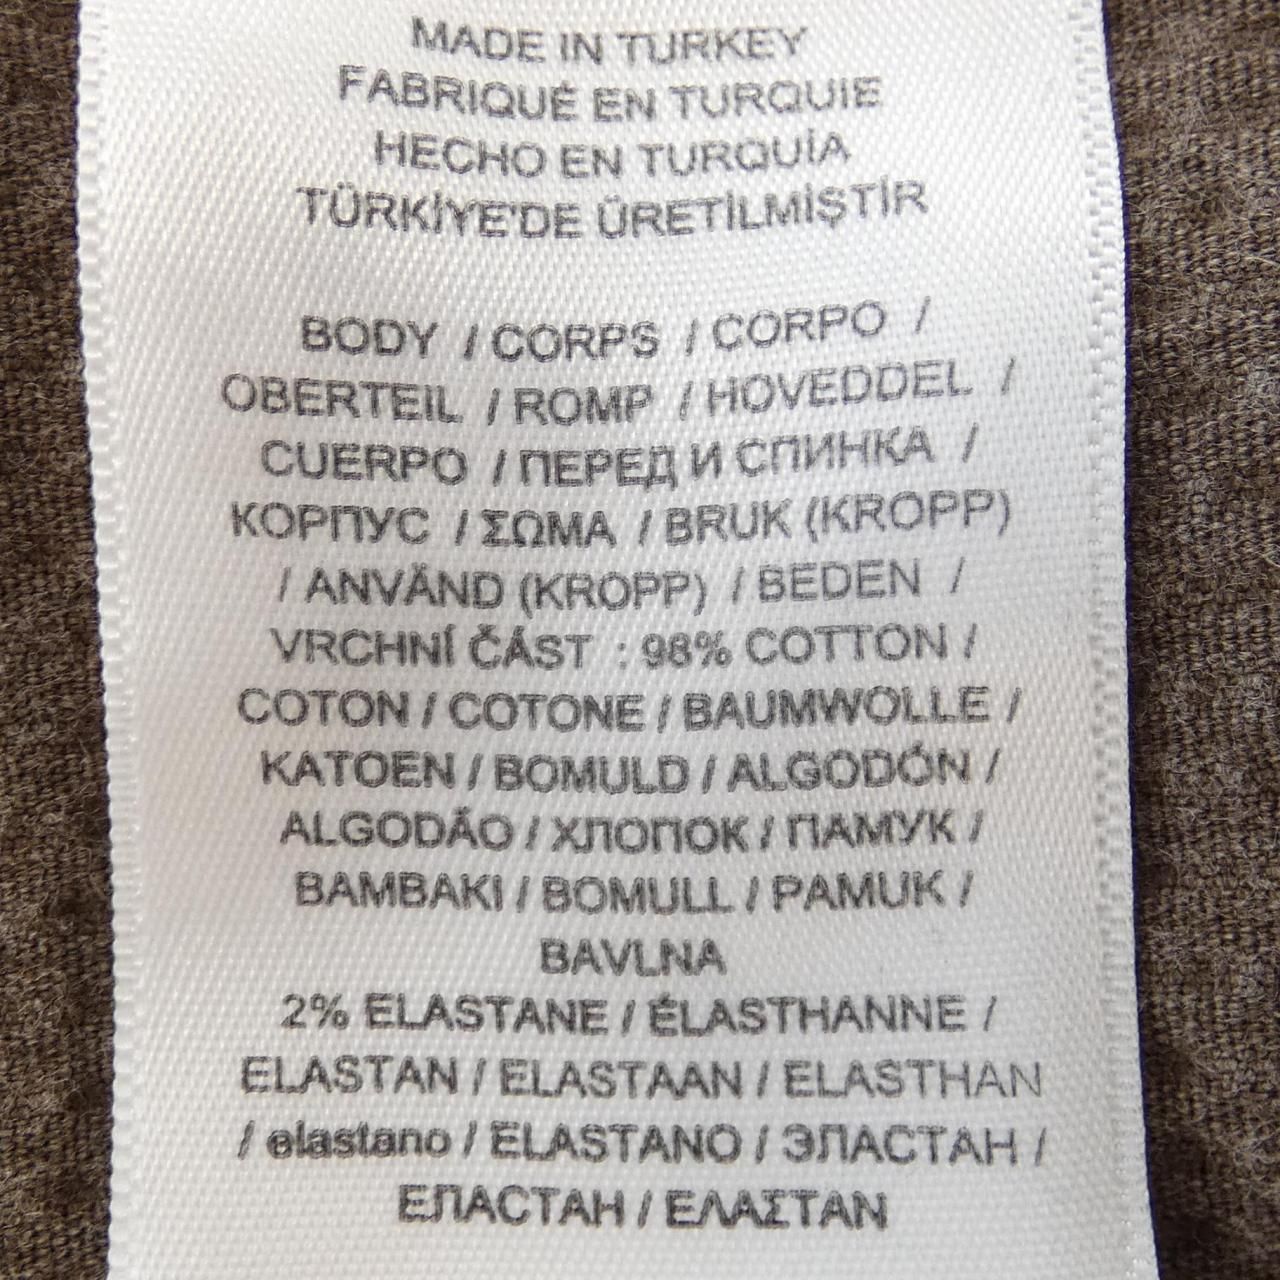 MADE IN TURKEY
FABRIQUÉ EN TURQUIE
HECHO EN TURQUİA
TÜRKİYE'DE ÜRETİLMİŞTİR
BODY / CORPS / CORPO /
OBERTEIL / ROMP / HOVEDDEL /
CUERPO / ПЕРЕД И СПИНКА /
КОРПУС / ΣΩΜΑ / BRUK (KROPP)
/ ANVÄND (KROPP) / BEDEN /
VRCHNÍ ČÁST : 98% COTTON /
COTON / COTONE / BAUMWOLLE /
KATOEN / BOMULD / ALGODÓN /
ALGODÃO / ХЛОПОК / ПАМУК /
ΒΑΜΒΑΚΙ / BOMULL / PAMUK /
BAVLNA
2% ELASTANE / ÉLASTHANNE /
ELASTAN / ELASTAAN / ELASTHAN
/ elastano / ELASTANO / ЭЛАСТАН /
ЕЛАСТАН / ΕΛΑΣΤΑΝ